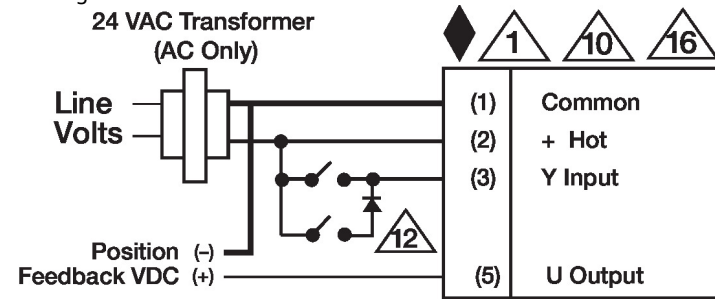 24 VAC Transformer
(AC Only)
1
10
16
Line
Volts
(1) Common
(2) + Hot
(3) Y Input
12
Position (–)
Feedback VDC (+)
(5) U Output